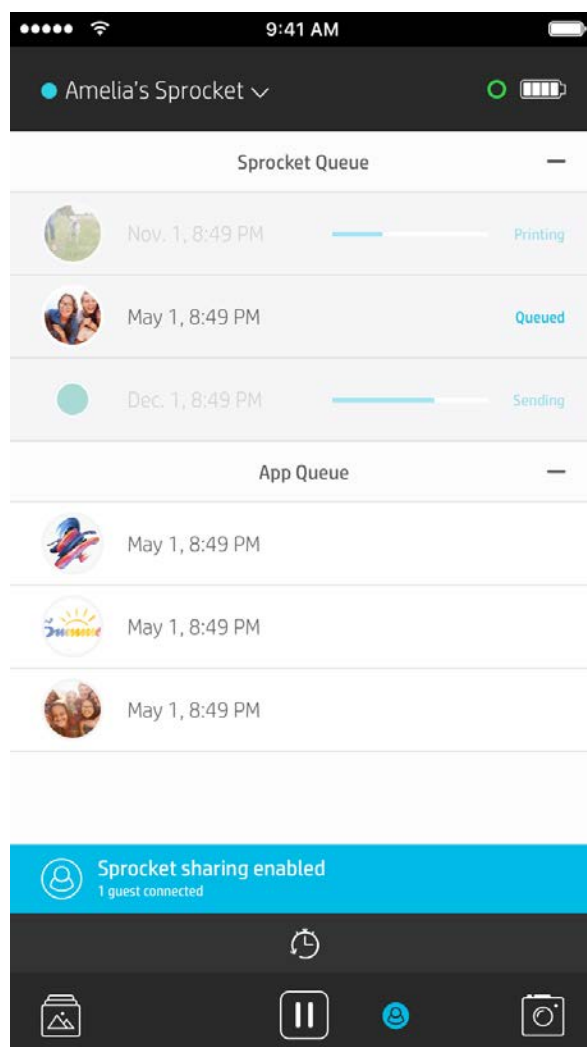 9:41 AM
Amelia's Sprocket
Sprocket Queue
Nov. 1, 8:49 PM Printing
May 1, 8:49 PM Queued
Dec. 1, 8:49 PM Sending
App Queue
May 1, 8:49 PM
May 1, 8:49 PM
May 1, 8:49 PM
Sprocket sharing enabled
1 guest connected